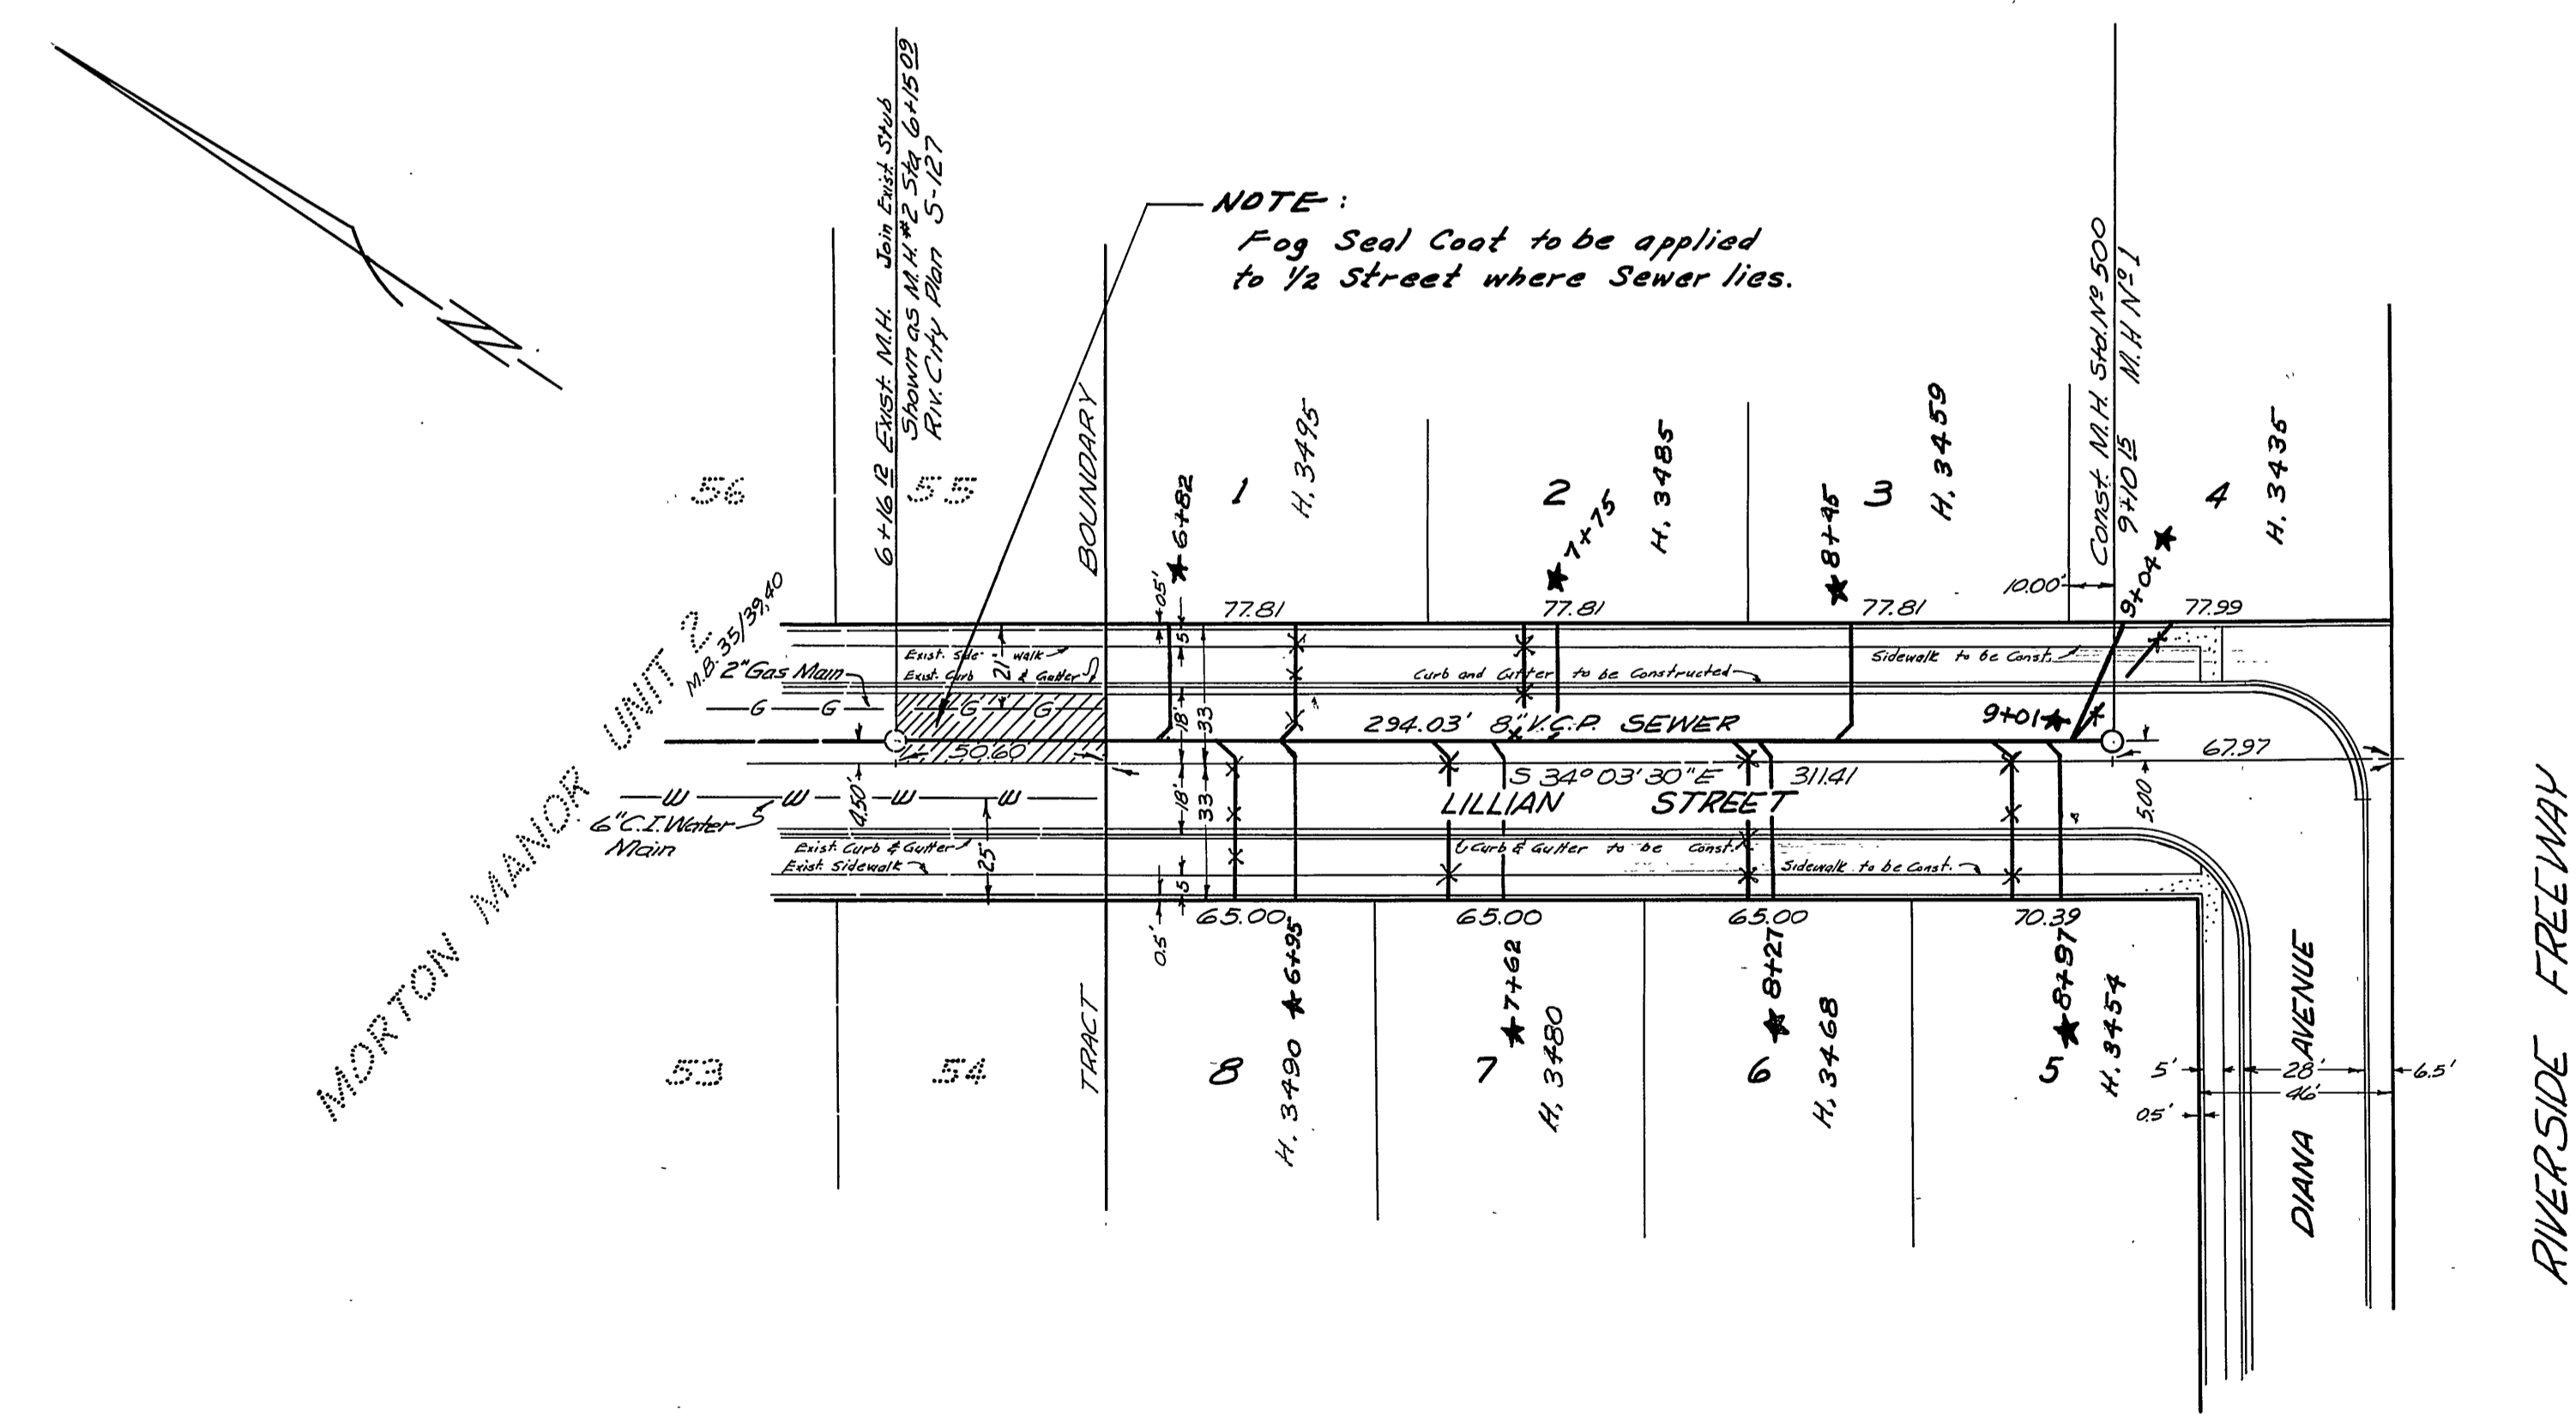 6+16 12 Exist. M.H. Join Exist Stub
Shown as M.H. #2 Sta 6+15 09
Riv. City Plan S-127
NOTE :
Fog Seal Coat to be applied
to 1/2 Street where Sewer lies.
Const. M.H. Std. Nº 500
9+10 15 M.H Nº 1
N
BOUNDARY
56
55
1
H. 3495
2
H. 3485
3
H. 3459
4
H. 3435
★ 6+82
★ 7+75
★ 8+45
9+04 ★
10.00'
77.81
77.81
77.81
77.99
MORTON MANOR UNIT 2
M.B. 35/39,40
0.5'
5'
Exist. Side - walk
Exist. Curb & Gutter
21'
2" Gas Main
G G G G
Curb and Gutter to be Constructed
Sidewalk to be Const.
18'
33'
294.03' 8" V.C.P. SEWER
9+01 ★
50.60
67.97
S 34° 03' 30" E 311.41
LILLIAN STREET
W W W W
6" C.I. Water
Main
4.50'
18'
33'
5.00'
Exist. Curb & Gutter
Exist. Sidewalk
25'
5'
Curb & Gutter to be Const.
Sidewalk to be Const.
0.5'
65.00
65.00
65.00
70.39
★ 6+95
★ 7+62
★ 8+27
★ 8+97
53
54
TRACT
8
H. 3490
7
H. 3480
6
H. 3468
5
H. 3454
5'
28'
6.5'
46'
0.5'
DIANA AVENUE
RIVERSIDE FREEWAY